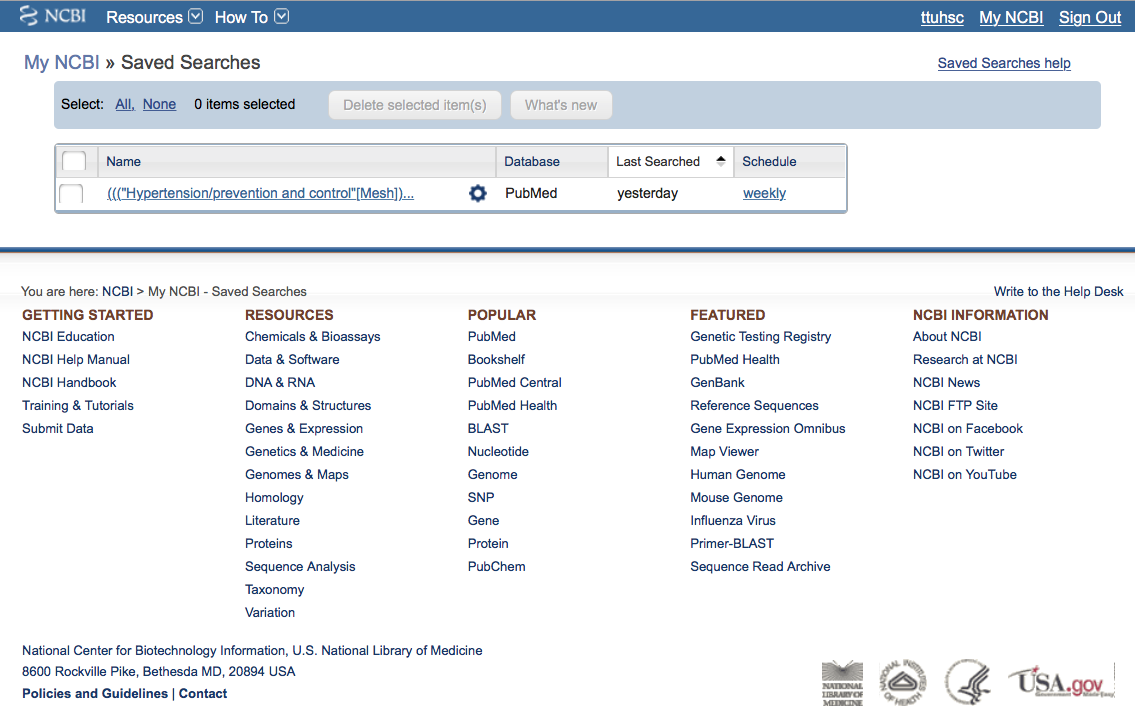 NCBI Resources How To ttuhsc My NCBI Sign Out
My NCBI » Saved Searches Saved Searches help
Select: All, None 0 items selected Delete selected item(s) What's new
Name Database Last Searched Schedule
((("Hypertension/prevention and control"[Mesh])... PubMed yesterday weekly
You are here: NCBI > My NCBI - Saved Searches Write to the Help Desk
GETTING STARTED
NCBI Education
NCBI Help Manual
NCBI Handbook
Training & Tutorials
Submit Data
RESOURCES
Chemicals & Bioassays
Data & Software
DNA & RNA
Domains & Structures
Genes & Expression
Genetics & Medicine
Genomes & Maps
Homology
Literature
Proteins
Sequence Analysis
Taxonomy
Variation
POPULAR
PubMed
Bookshelf
PubMed Central
PubMed Health
BLAST
Nucleotide
Genome
SNP
Gene
Protein
PubChem
FEATURED
Genetic Testing Registry
PubMed Health
GenBank
Reference Sequences
Gene Expression Omnibus
Map Viewer
Human Genome
Mouse Genome
Influenza Virus
Primer-BLAST
Sequence Read Archive
NCBI INFORMATION
About NCBI
Research at NCBI
NCBI News
NCBI FTP Site
NCBI on Facebook
NCBI on Twitter
NCBI on YouTube
National Center for Biotechnology Information, U.S. National Library of Medicine
8600 Rockville Pike, Bethesda MD, 20894 USA
Policies and Guidelines | Contact
NATIONAL
LIBRARY OF
MEDICINE
NATIONAL INSTITUTES
OF HEALTH
USA.gov